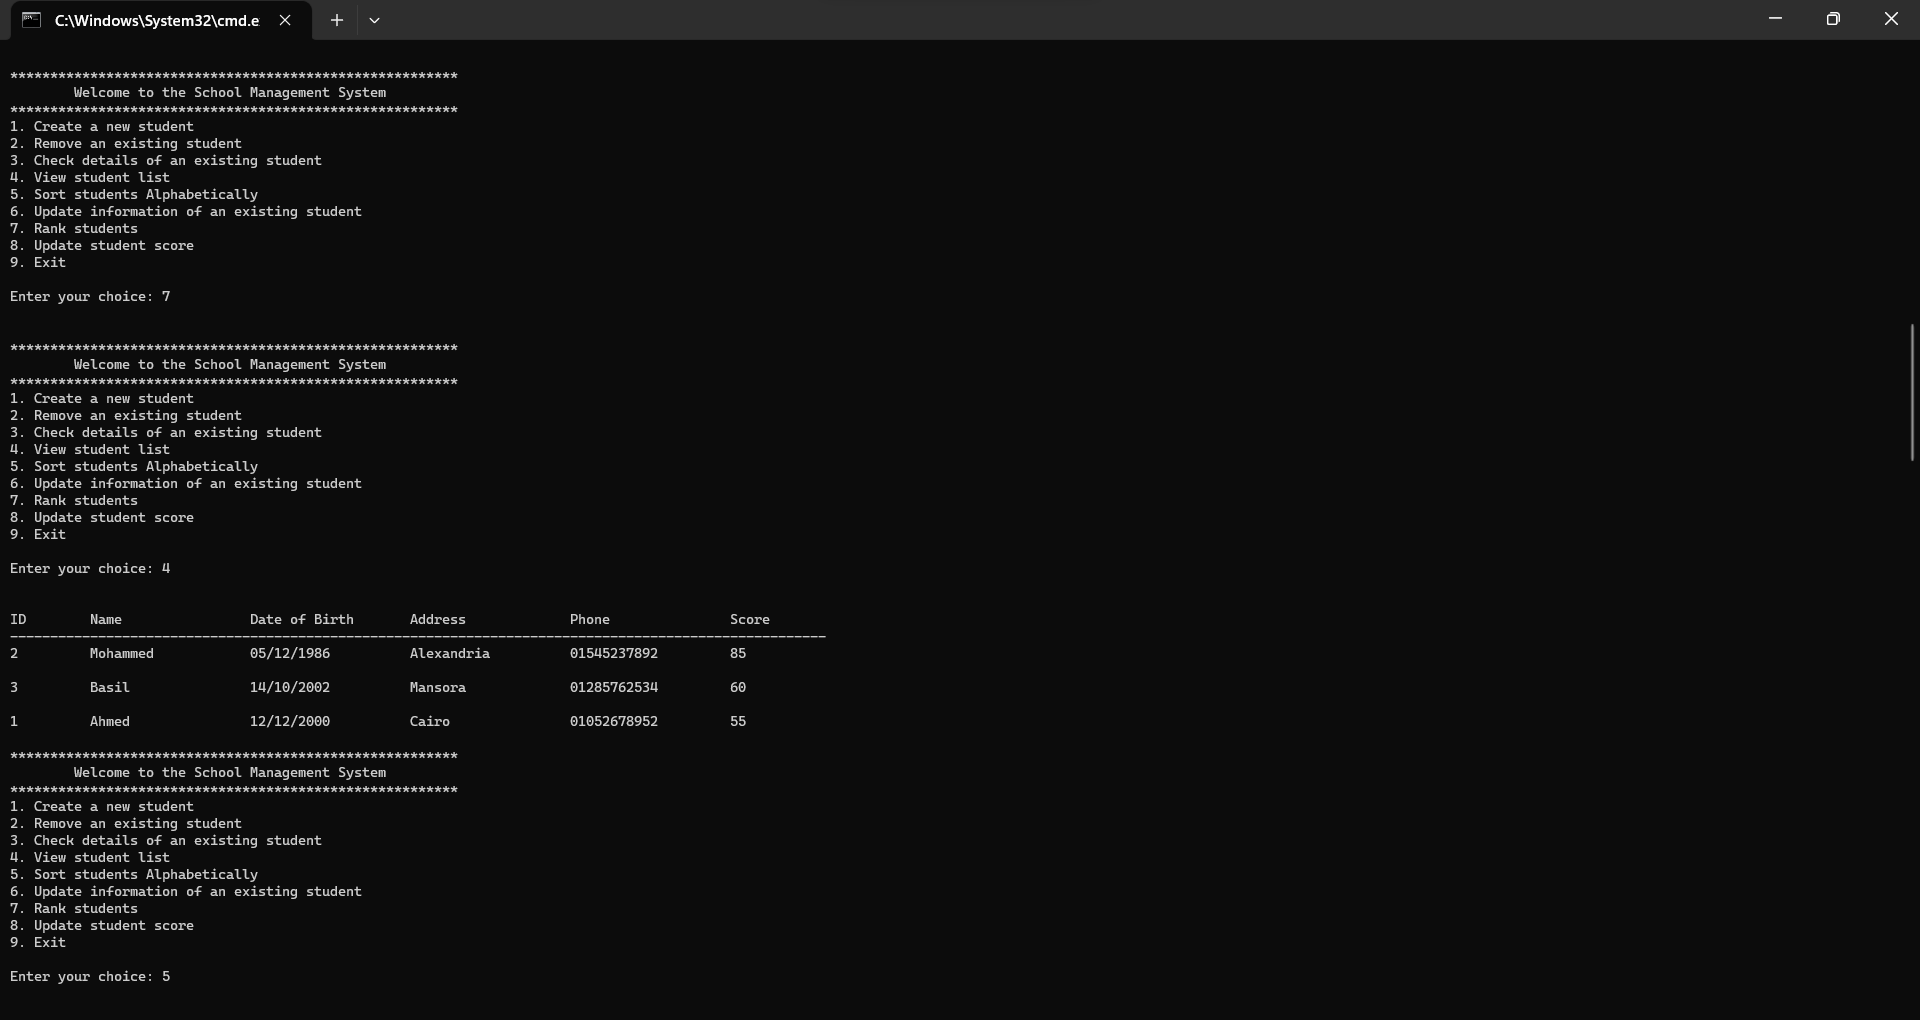 C:\Windows\System32\cmd.e
********************************************************
Welcome to the School Management System
********************************************************
1. Create a new student
2. Remove an existing student
3. Check details of an existing student
4. View student list
5. Sort students Alphabetically
6. Update information of an existing student
7. Rank students
8. Update student score
9. Exit
Enter your choice: 7
********************************************************
Welcome to the School Management System
********************************************************
1. Create a new student
2. Remove an existing student
3. Check details of an existing student
4. View student list
5. Sort students Alphabetically
6. Update information of an existing student
7. Rank students
8. Update student score
9. Exit
Enter your choice: 4
ID Name Date of Birth Address Phone Score
------------------------------------------------------------------------------------------------------
2 Mohammed 05/12/1986 Alexandria 01545237892 85
3 Basil 14/10/2002 Mansora 01285762534 60
1 Ahmed 12/12/2000 Cairo 01052678952 55
********************************************************
Welcome to the School Management System
********************************************************
1. Create a new student
2. Remove an existing student
3. Check details of an existing student
4. View student list
5. Sort students Alphabetically
6. Update information of an existing student
7. Rank students
8. Update student score
9. Exit
Enter your choice: 5